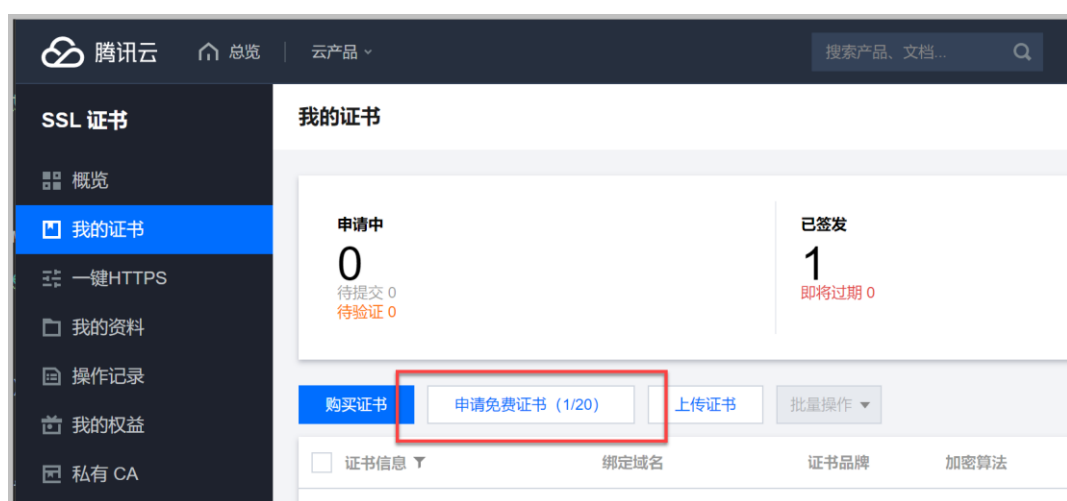 腾讯云 总览 云产品 搜索产品、文档...
SSL 证书
我的证书
概览
我的证书
一键HTTPS
我的资料
操作记录
我的权益
私有 CA
申请中
0
待提交 0
待验证 0
已签发
1
即将过期 0
购买证书 申请免费证书（1/20） 上传证书 批量操作
证书信息 绑定域名 证书品牌 加密算法